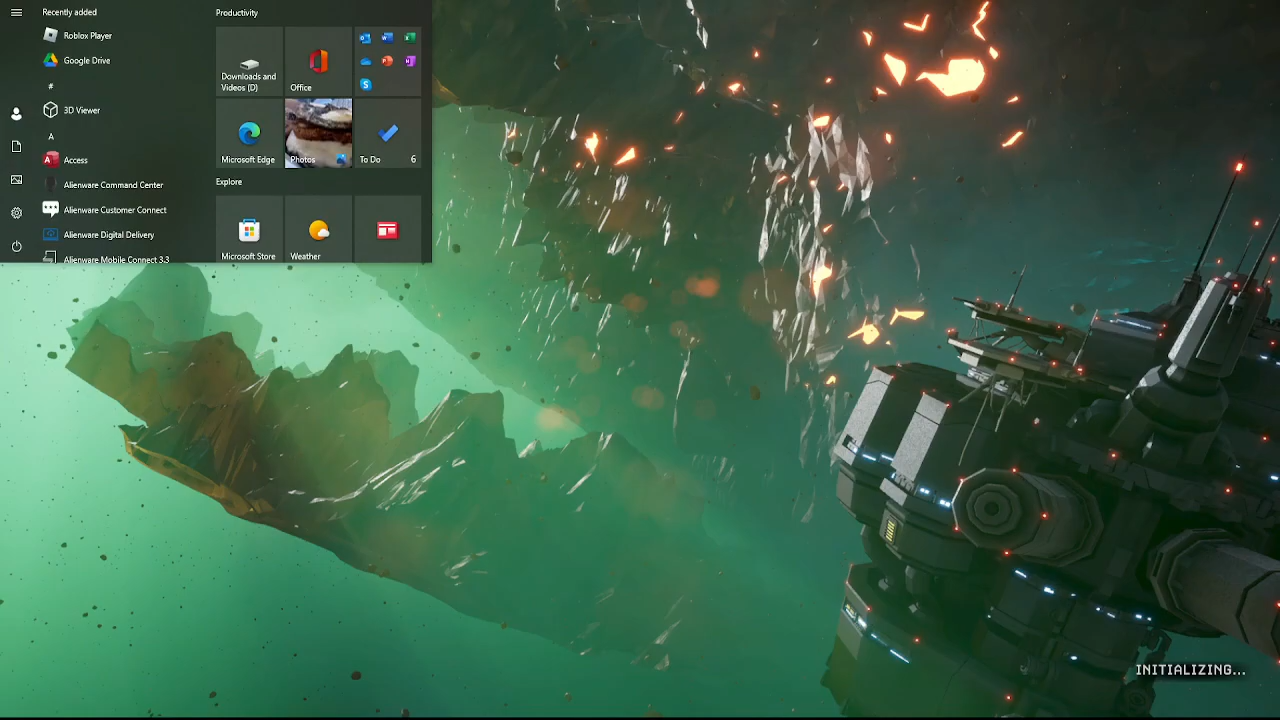 Recently added
Roblox Player
Google Drive
#
3D Viewer
A
Access
Alienware Command Center
Alienware Customer Connect
Alienware Digital Delivery
Alienware Mobile Connect 3.3
Productivity
Downloads and
Videos (D)
Office
Microsoft Edge
Photos
To Do
6
Explore
Microsoft Store
Weather
INITIALIZING...